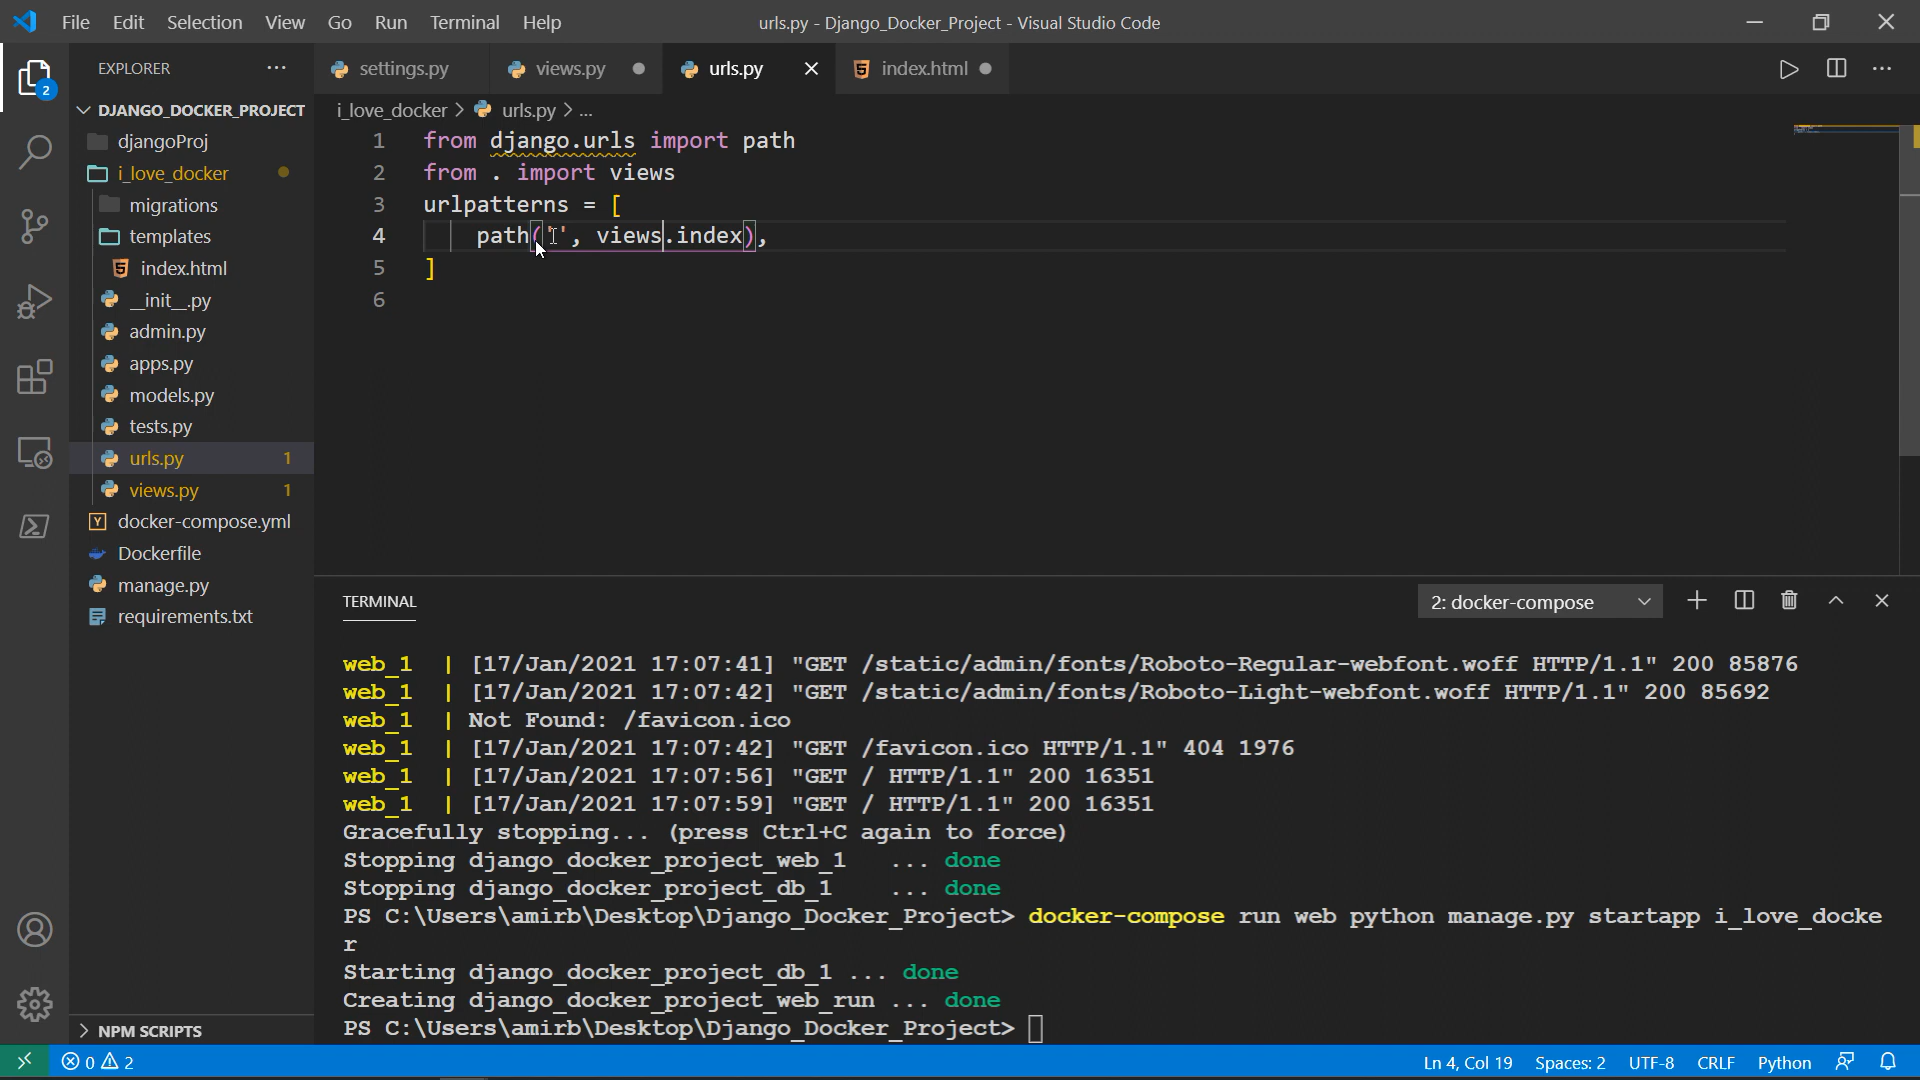 File Edit Selection View Go Run Terminal Help
urls.py - Django_Docker_Project - Visual Studio Code
EXPLORER
settings.py
views.py
urls.py
index.html
2
DJANGO_DOCKER_PROJECT
djangoProj
i_love_docker
migrations
templates
index.html
__init__.py
admin.py
apps.py
models.py
tests.py
urls.py 1
views.py 1
docker-compose.yml
Dockerfile
manage.py
requirements.txt
NPM SCRIPTS
i_love_docker > urls.py > ...
1 from django.urls import path
2 from . import views
3 urlpatterns = [
4 path('', views.index),
5 ]
6
TERMINAL
2: docker-compose
web_1 | [17/Jan/2021 17:07:41] "GET /static/admin/fonts/Roboto-Regular-webfont.woff HTTP/1.1" 200 85876
web_1 | [17/Jan/2021 17:07:42] "GET /static/admin/fonts/Roboto-Light-webfont.woff HTTP/1.1" 200 85692
web_1 | Not Found: /favicon.ico
web_1 | [17/Jan/2021 17:07:42] "GET /favicon.ico HTTP/1.1" 404 1976
web_1 | [17/Jan/2021 17:07:56] "GET / HTTP/1.1" 200 16351
web_1 | [17/Jan/2021 17:07:59] "GET / HTTP/1.1" 200 16351
Gracefully stopping... (press Ctrl+C again to force)
Stopping django_docker_project_web_1 ... done
Stopping django_docker_project_db_1 ... done
PS C:\Users\amirb\Desktop\Django_Docker_Project> docker-compose run web python manage.py startapp i_love_docke
r
Starting django_docker_project_db_1 ... done
Creating django_docker_project_web_run ... done
PS C:\Users\amirb\Desktop\Django_Docker_Project>
0 2
Ln 4, Col 19 Spaces: 2 UTF-8 CRLF Python